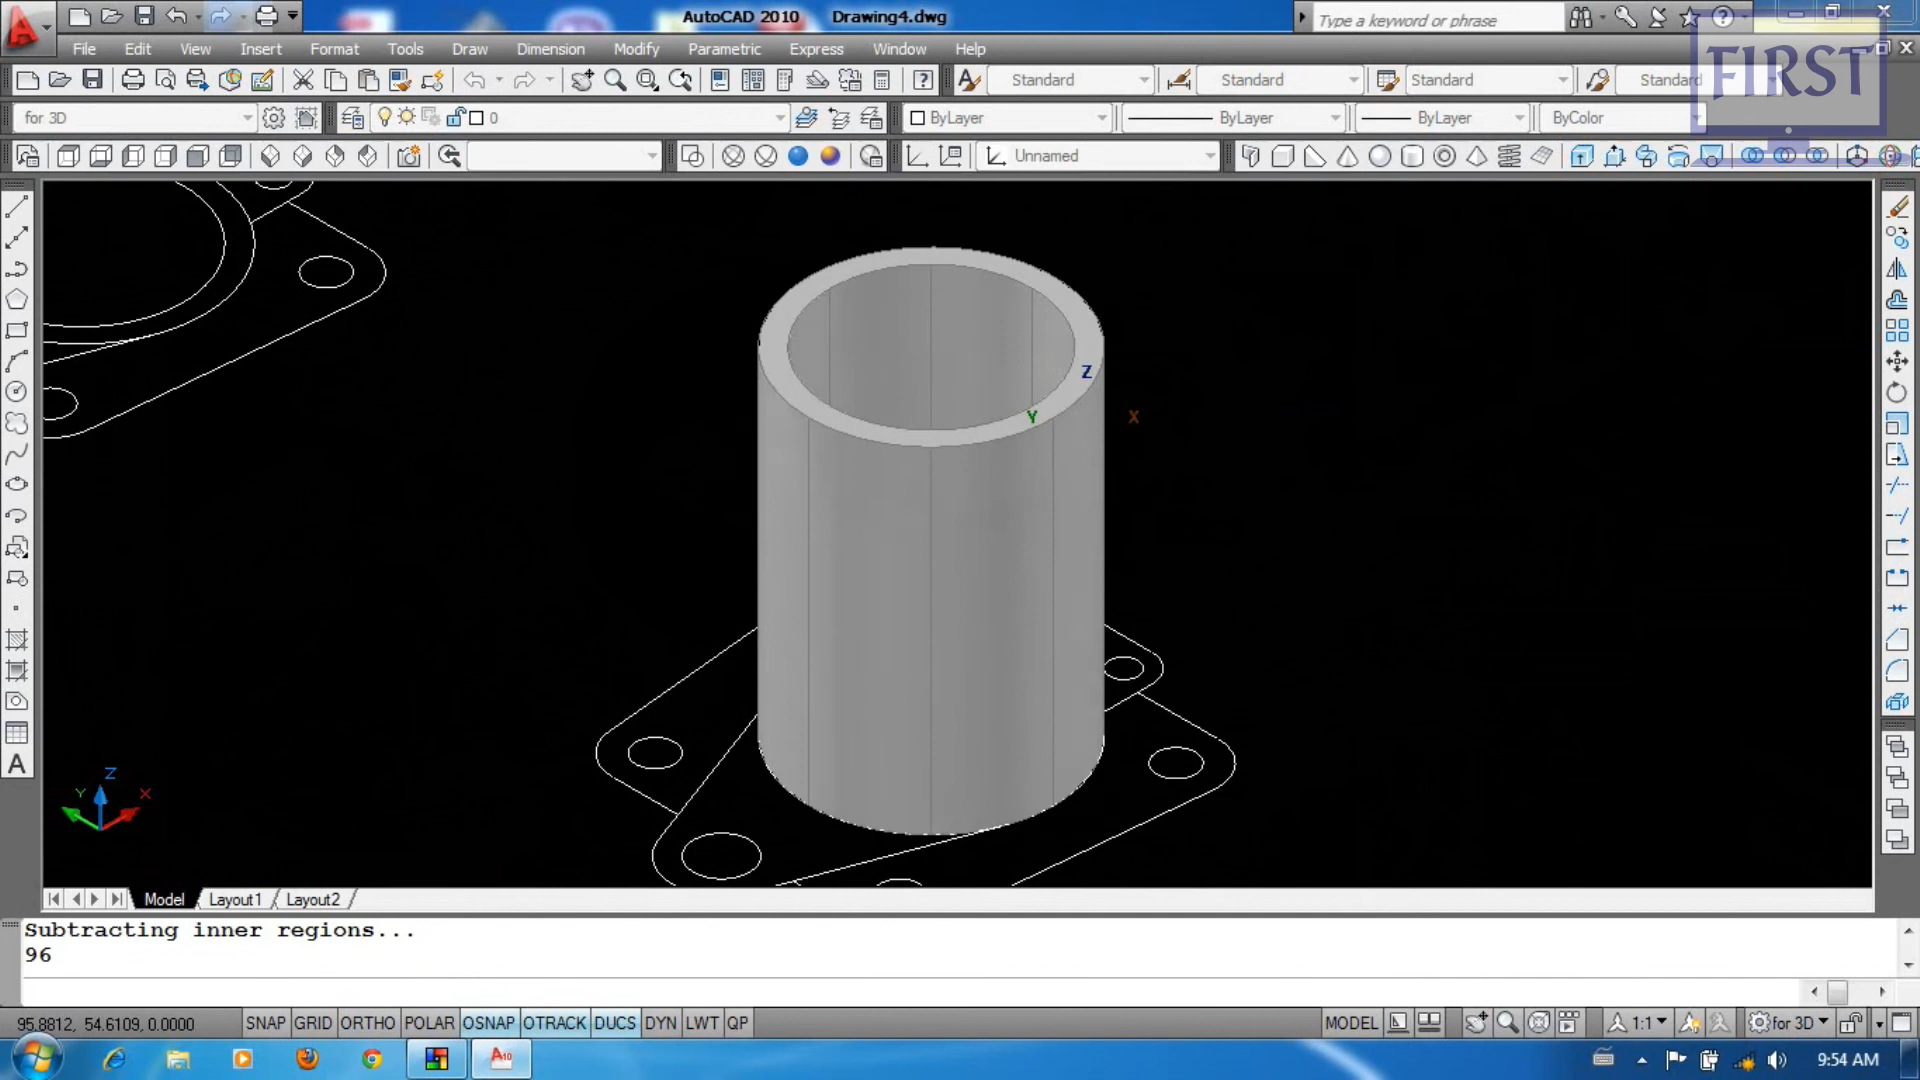 AutoCAD 2010 Drawing4.dwg
Type a keyword or phrase
File Edit View Insert Format Tools Draw Dimension Modify Parametric Express Window Help
FIRST
Standard Standard Standard Standard
for 3D 0 ByLayer ByLayer ByLayer ByColor
Unnamed
Z
Y X
Z
Y X
A
Model Layout1 Layout2
Subtracting inner regions...
96
95.8812, 54.6109, 0.0000 SNAP GRID ORTHO POLAR OSNAP OTRACK DUCS DYN LWT QP MODEL 1:1 for 3D
9:54 AM